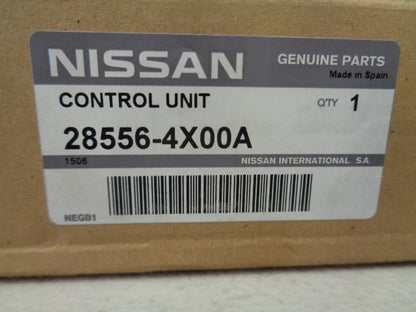 NISSAN GENUINE PARTS
Made in Spain
CONTROL UNIT QTY 1
28556-4X00A
1506 NISSAN INTERNATIONAL S.A.
NEGB1